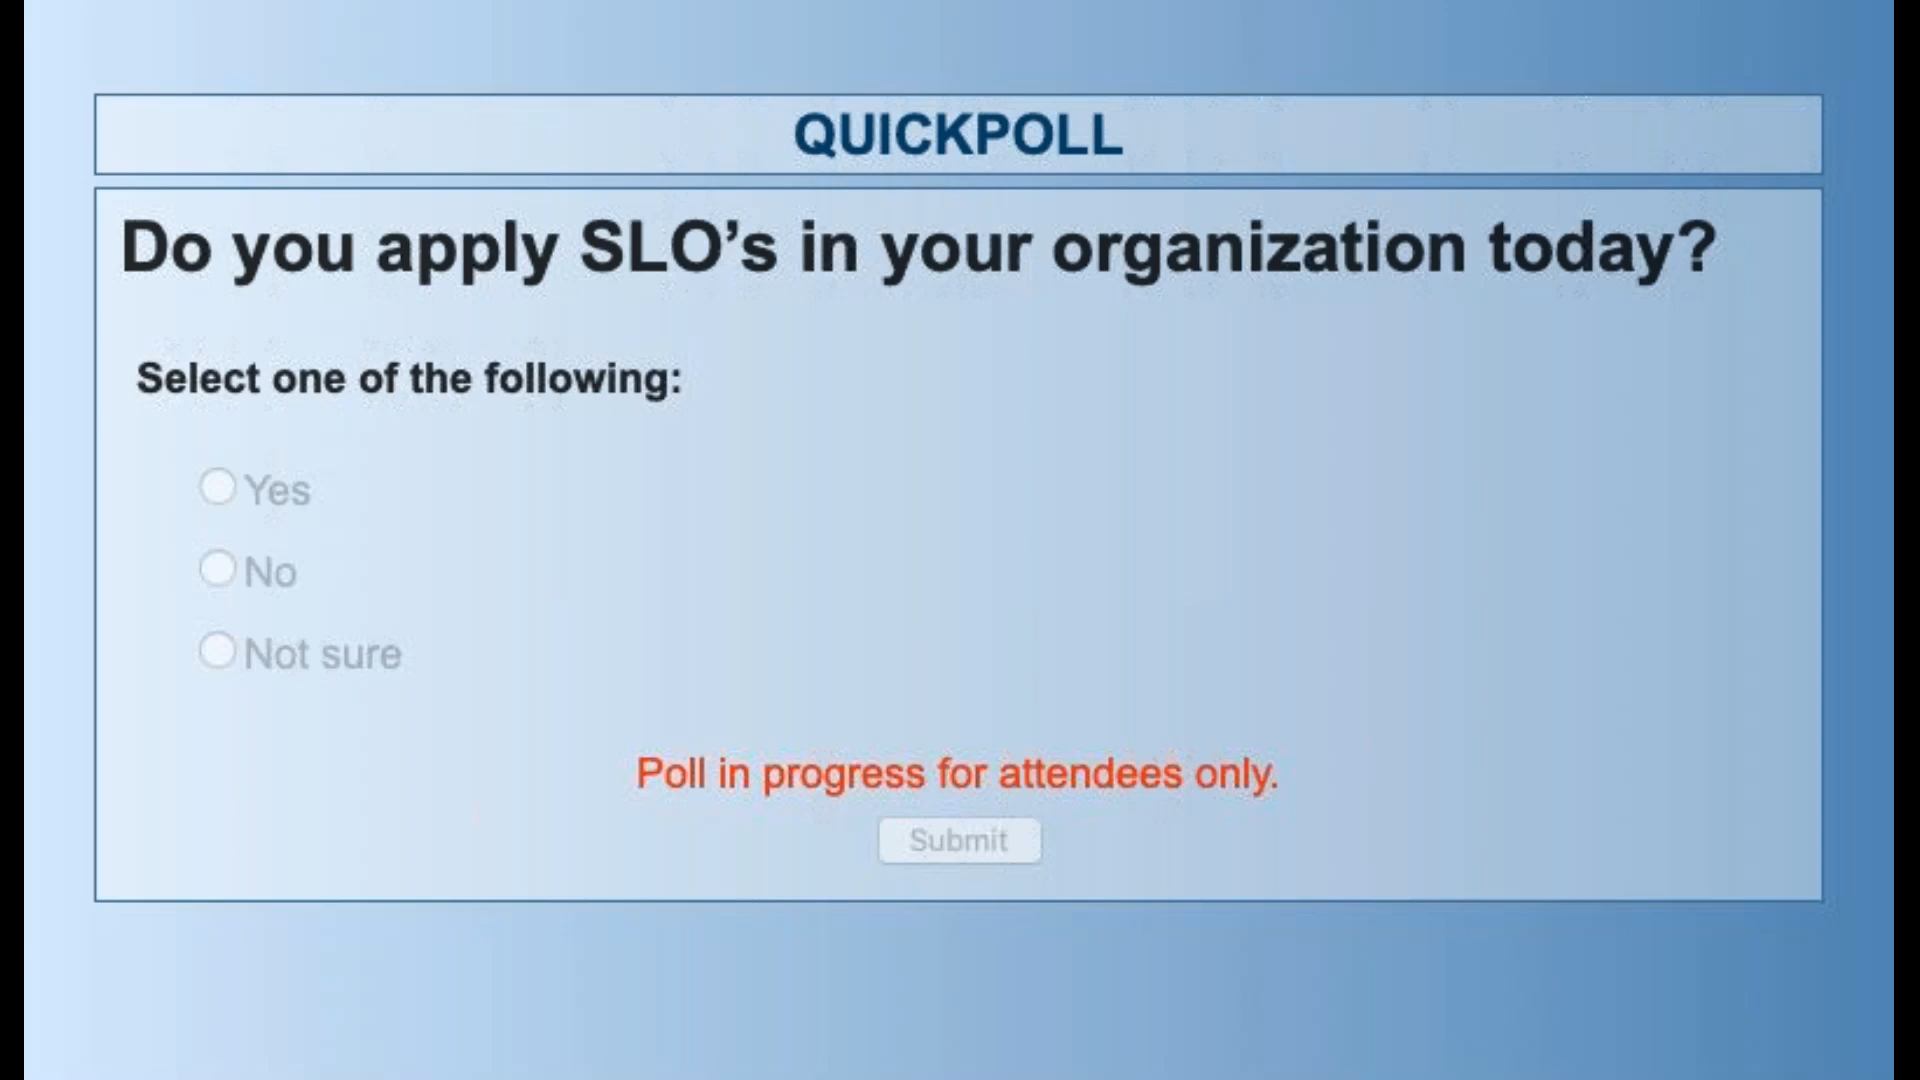 QUICKPOLL
Do you apply SLO’s in your organization today?
Select one of the following:
Yes
No
Not sure
Poll in progress for attendees only.
Submit